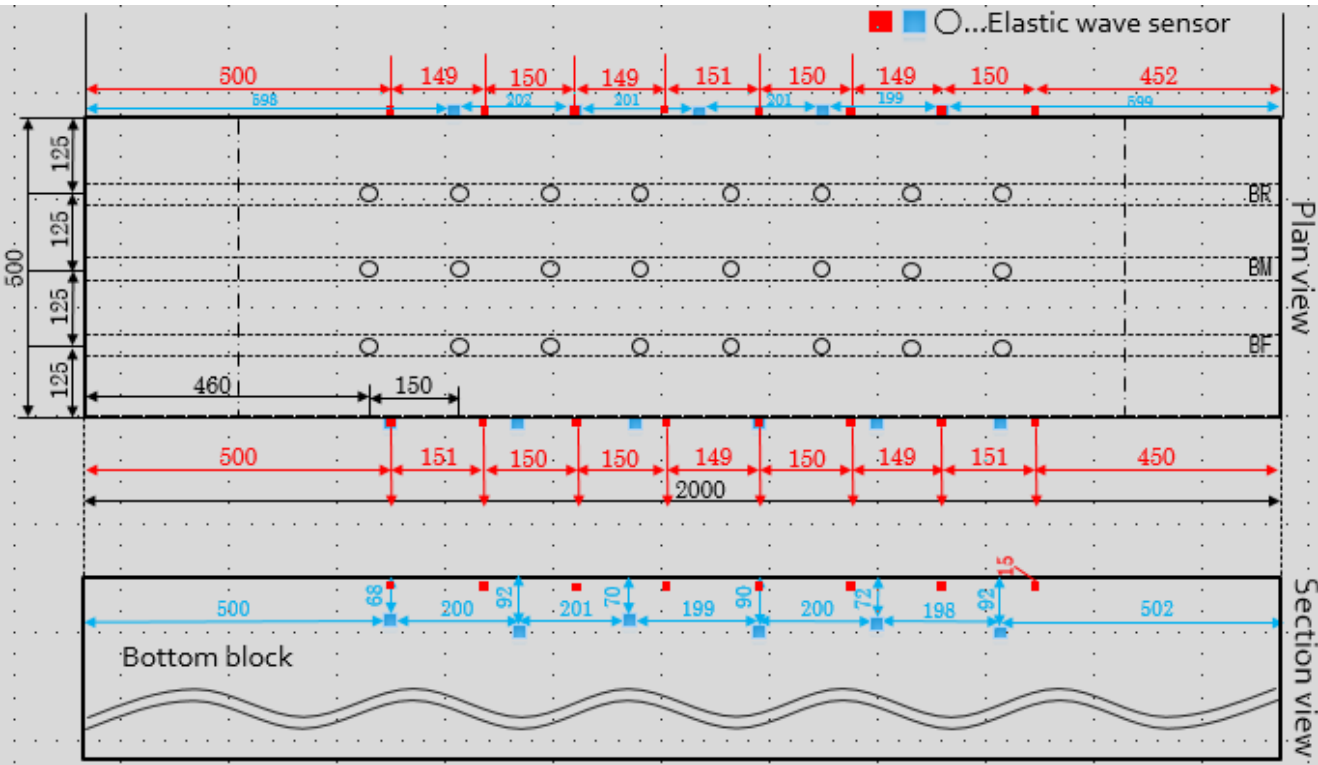 ...Elastic wave sensor
500 149 150 149 151 150 149 150 452
598 202 201 201 199 599
125
125
125
125
500
BR
BM
BF
Plan view
460 150
500 151 150 150 149 150 149 151 450
2000
15
68 92 70 90 72 92
500 200 201 199 200 198 502
Bottom block
Section view